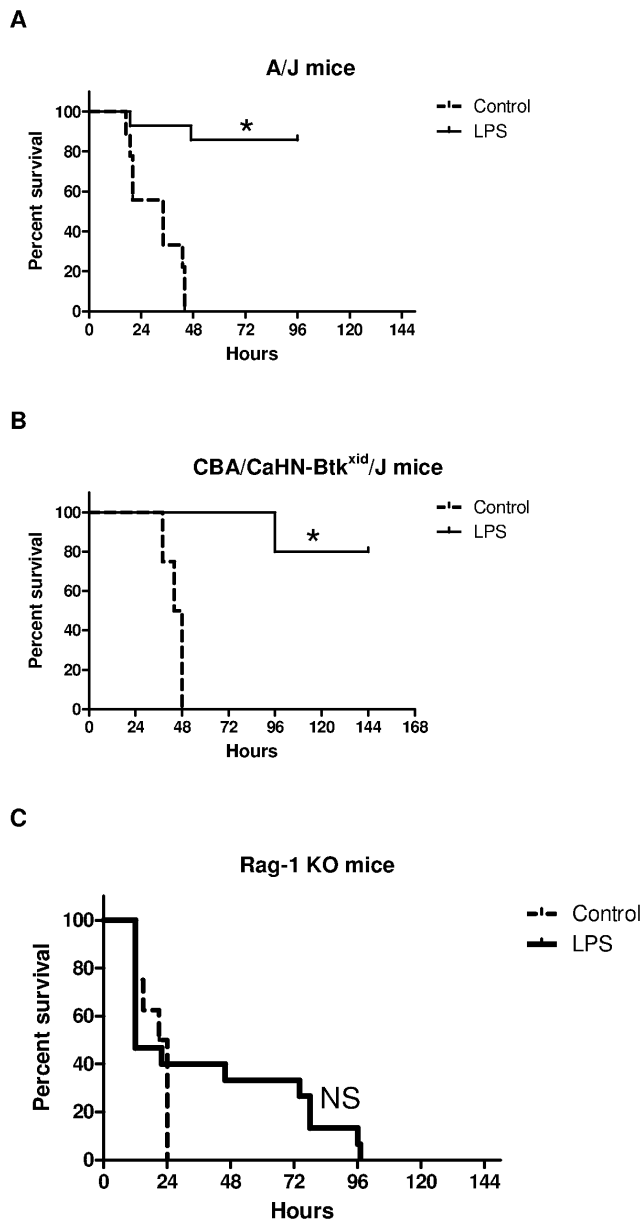 A
A/J mice
Control
LPS
100
80
60
40
20
0
Percent survival
*
0 24 48 72 96 120 144
Hours
B
CBA/CaHN-Btkxid/J mice
Control
LPS
100
80
60
40
20
0
Percent survival
*
0 24 48 72 96 120 144 168
Hours
C
Rag-1 KO mice
Control
LPS
100
80
60
40
20
0
Percent survival
NS
0 24 48 72 96 120 144
Hours